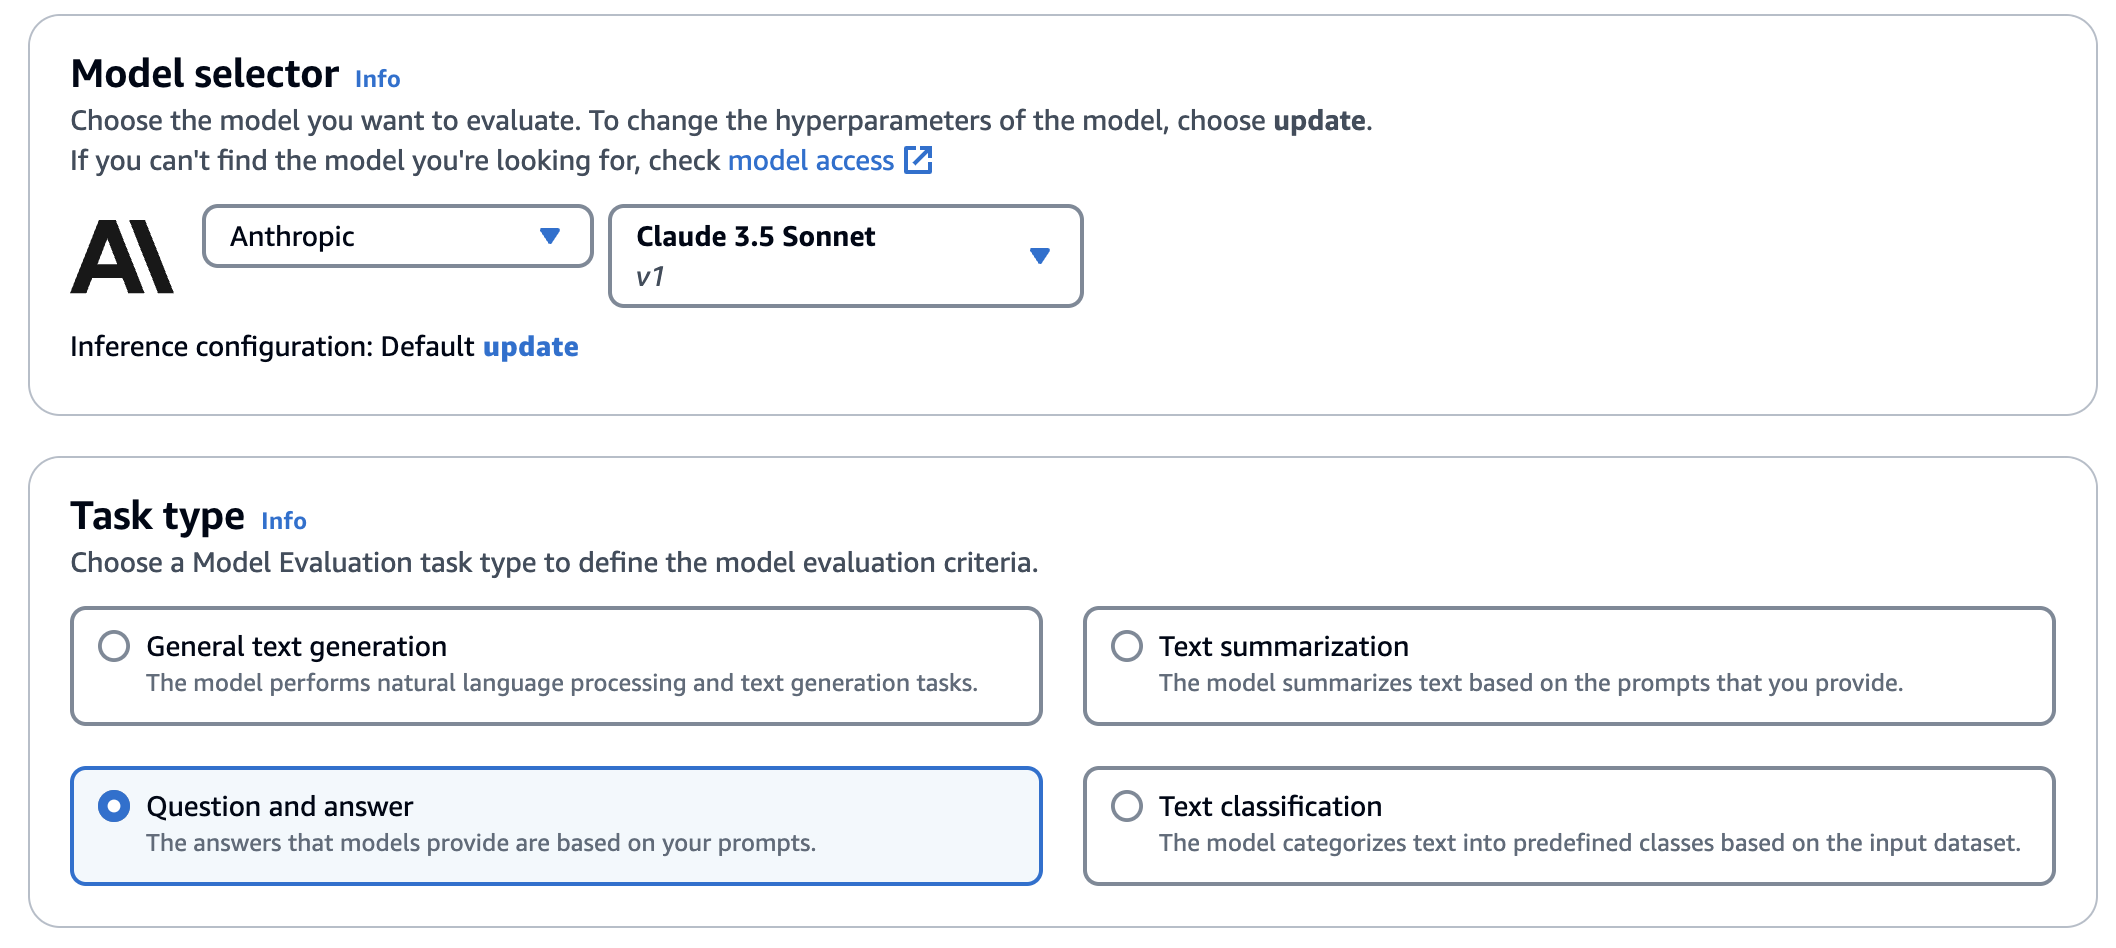 Model selector Info
Choose the model you want to evaluate. To change the hyperparameters of the model, choose update.
If you can't find the model you're looking for, check model access
Anthropic
Claude 3.5 Sonnet
v1
Inference configuration: Default update
Task type Info
Choose a Model Evaluation task type to define the model evaluation criteria.
General text generation
The model performs natural language processing and text generation tasks.
Text summarization
The model summarizes text based on the prompts that you provide.
Question and answer
The answers that models provide are based on your prompts.
Text classification
The model categorizes text into predefined classes based on the input dataset.